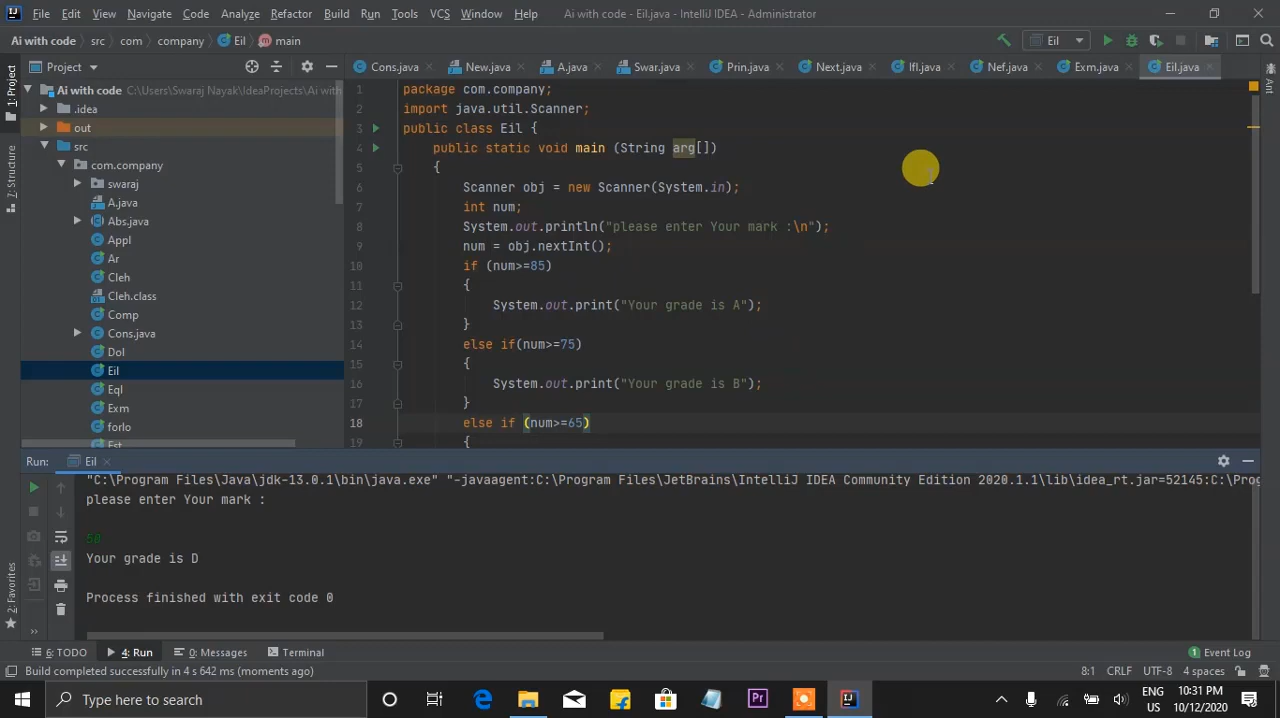 File Edit View Navigate Code Analyze Refactor Build Run Tools VCS Window Help Ai with code - Eil.java - IntelliJ IDEA - Administrator
Ai with code src com company Eil main Eil
Project Cons.java New.java A.java Swar.java Prin.java Next.java Ifl.java Nef.java Exm.java Eil.java
1: Project
7: Structure
2: Favorites
Ant
Ai with code C:\Users\Swaraj Nayak\IdeaProjects\Ai with
.idea
out
src
com.company
swaraj
A.java
Abs.java
Appl
Ar
Cleh
Cleh.class
Comp
Cons.java
Dol
Eil
Eql
Exm
forlo
1 package com.company;
2 import java.util.Scanner;
3 public class Eil {
4 public static void main (String arg[])
5 {
6 Scanner obj = new Scanner(System.in);
7 int num;
8 System.out.println("please enter Your mark :\n");
9 num = obj.nextInt();
10 if (num>=85)
11 {
12 System.out.print("Your grade is A");
13 }
14 else if(num>=75)
15 {
16 System.out.print("Your grade is B");
17 }
18 else if (num>=65)
19 {
Run: Eil
"C:\Program Files\Java\jdk-13.0.1\bin\java.exe" "-javaagent:C:\Program Files\JetBrains\IntelliJ IDEA Community Edition 2020.1.1\lib\idea_rt.jar=52145:C:\Prog
please enter Your mark :
Your grade is D
Process finished with exit code 0
6: TODO 4: Run 0: Messages Terminal 1 Event Log
Build completed successfully in 4 s 642 ms (moments ago) 8:1 CRLF UTF-8 4 spaces
Type here to search Pr ENG US 10:31 PM 10/12/2020